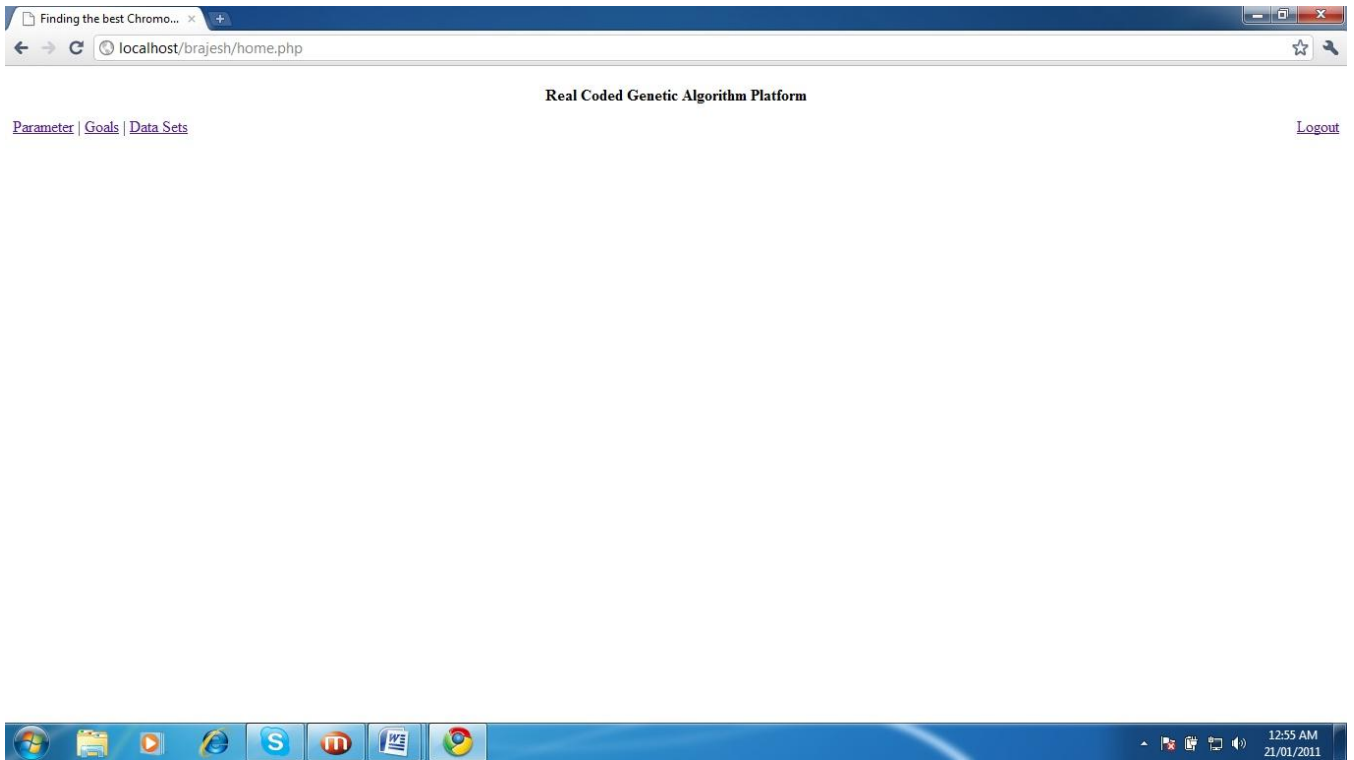 Finding the best Chromo...
localhost/brajesh/home.php
Real Coded Genetic Algorithm Platform
Parameter | Goals | Data Sets Logout
12:55 AM
21/01/2011